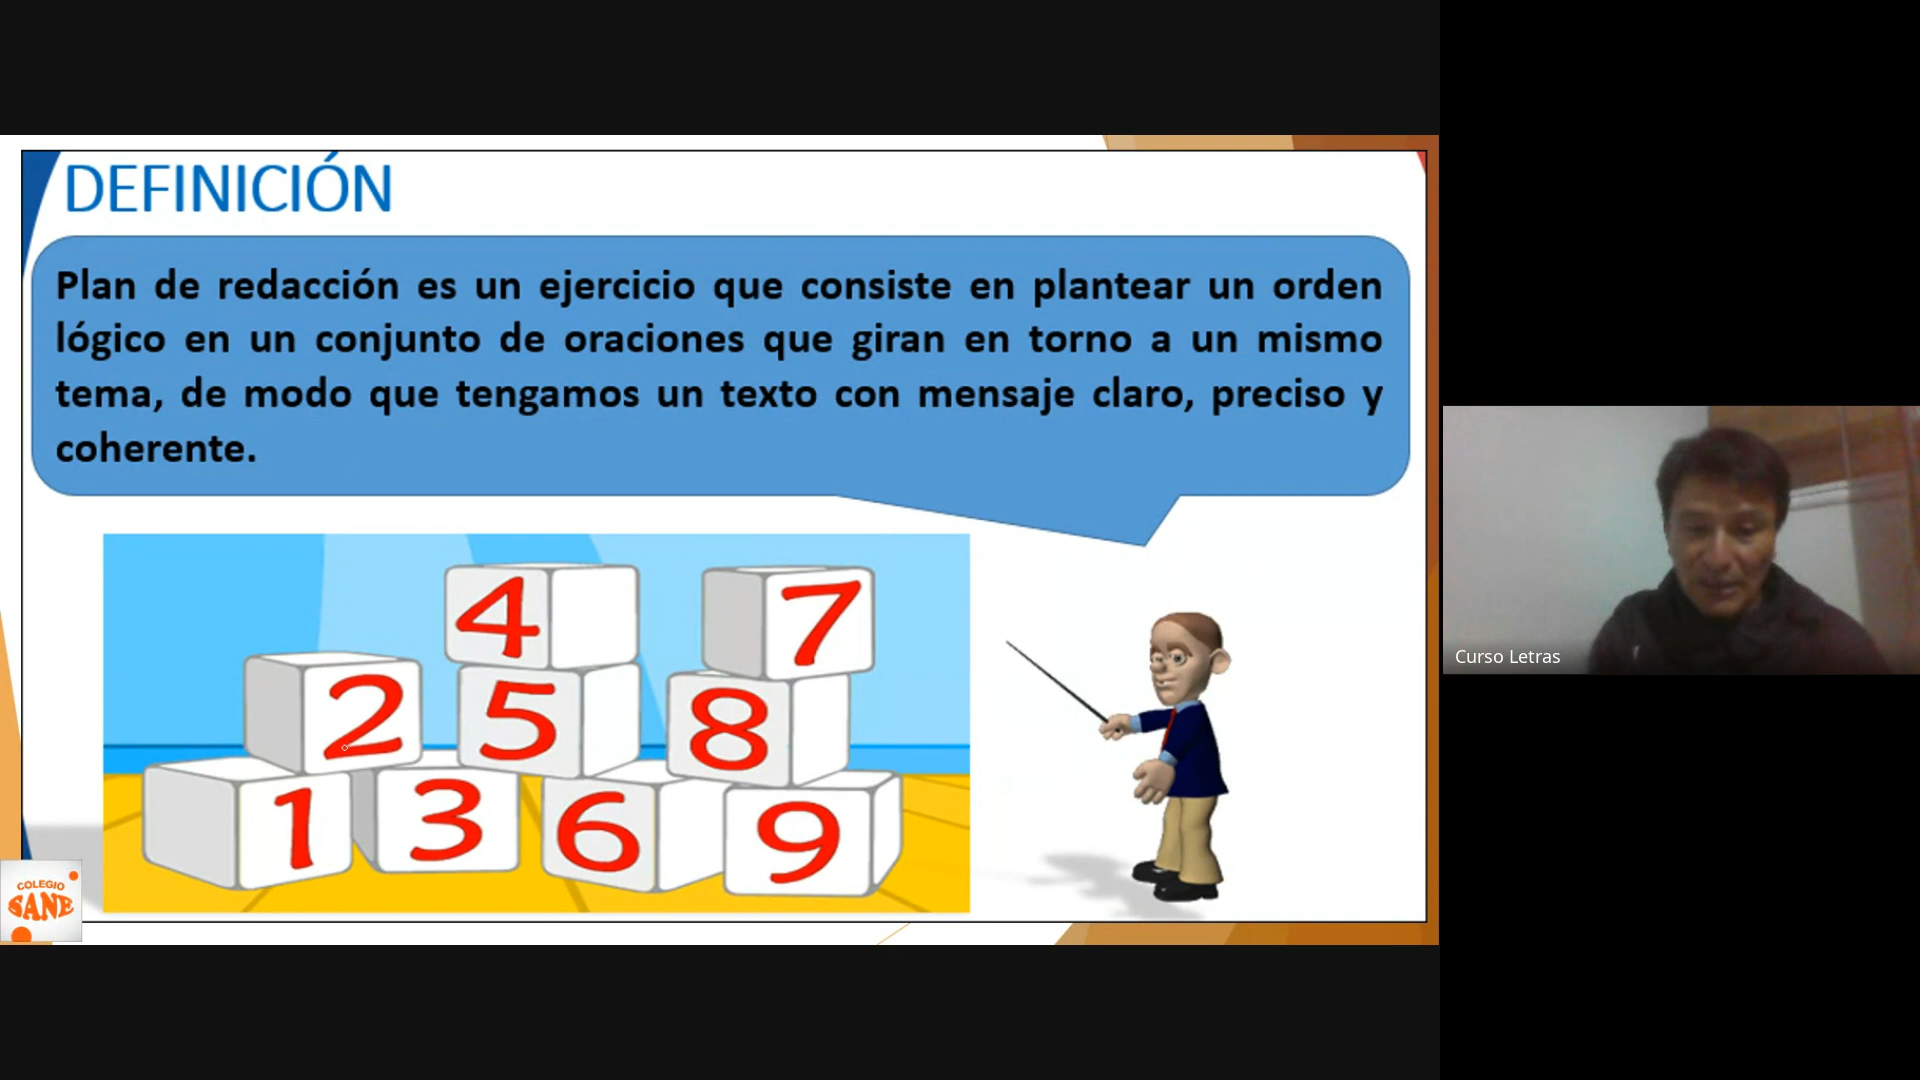 DEFINICIÓN
Plan de redacción es un ejercicio que consiste en plantear un orden
lógico en un conjunto de oraciones que giran en torno a un mismo
tema, de modo que tengamos un texto con mensaje claro, preciso y
coherente.
4 7
2 5 8
1 3 6 9
COLEGIO
SANE
Curso Letras